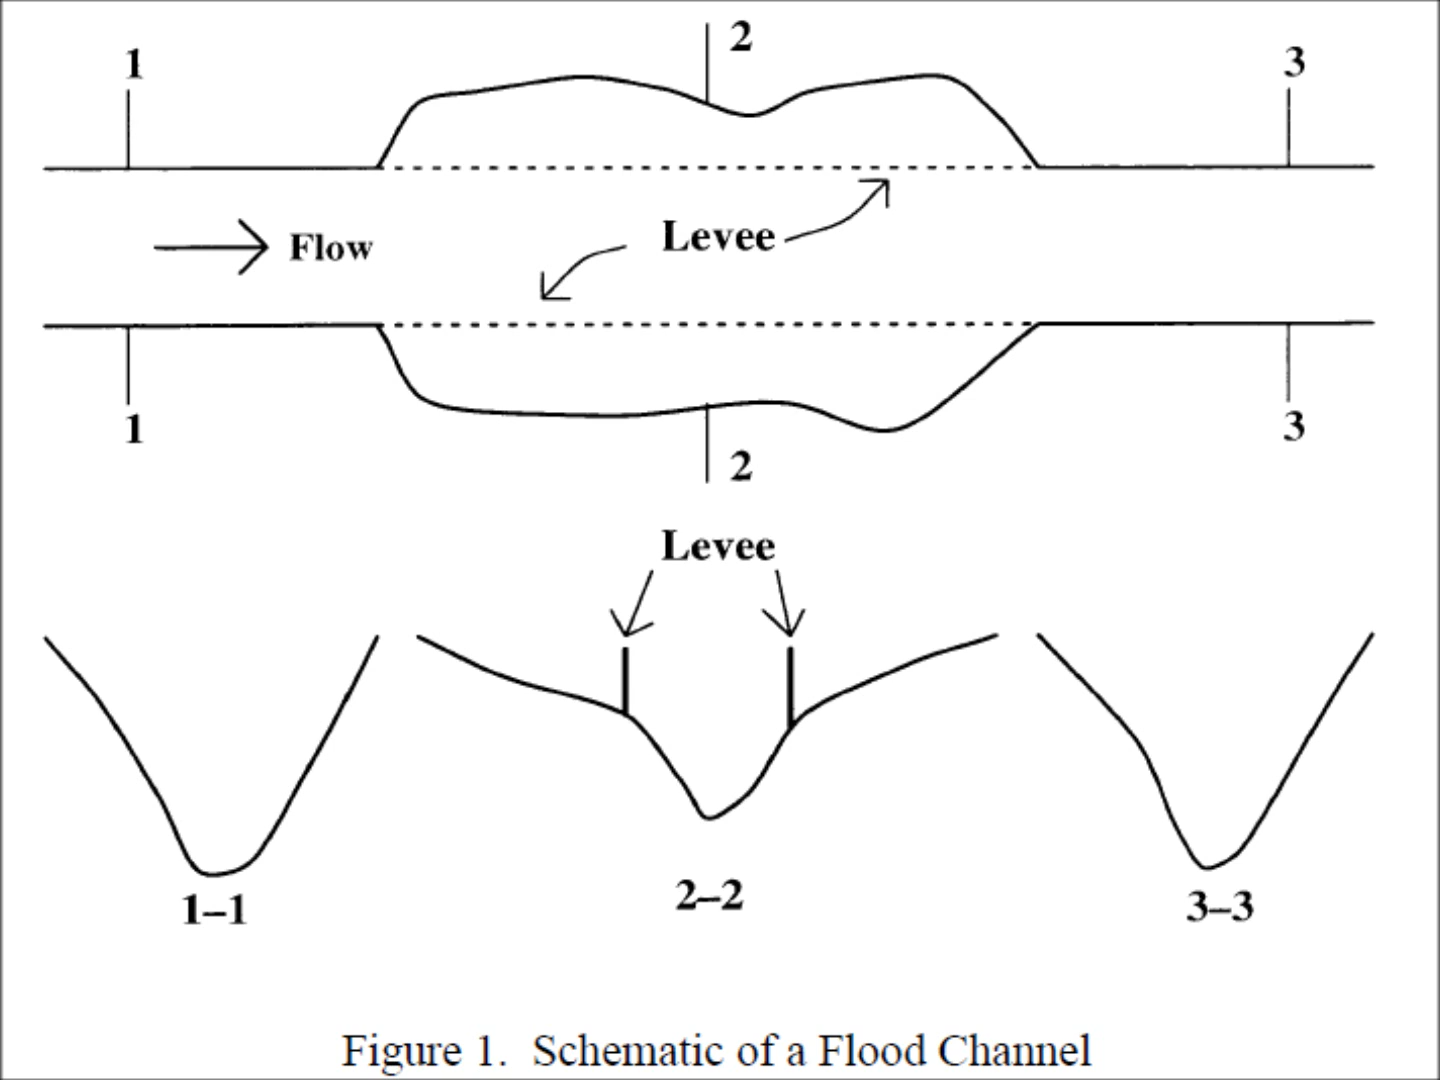 1
2
3
Flow
Levee
1
2
3
Levee
1–1
2–2
3–3
Figure 1. Schematic of a Flood Channel